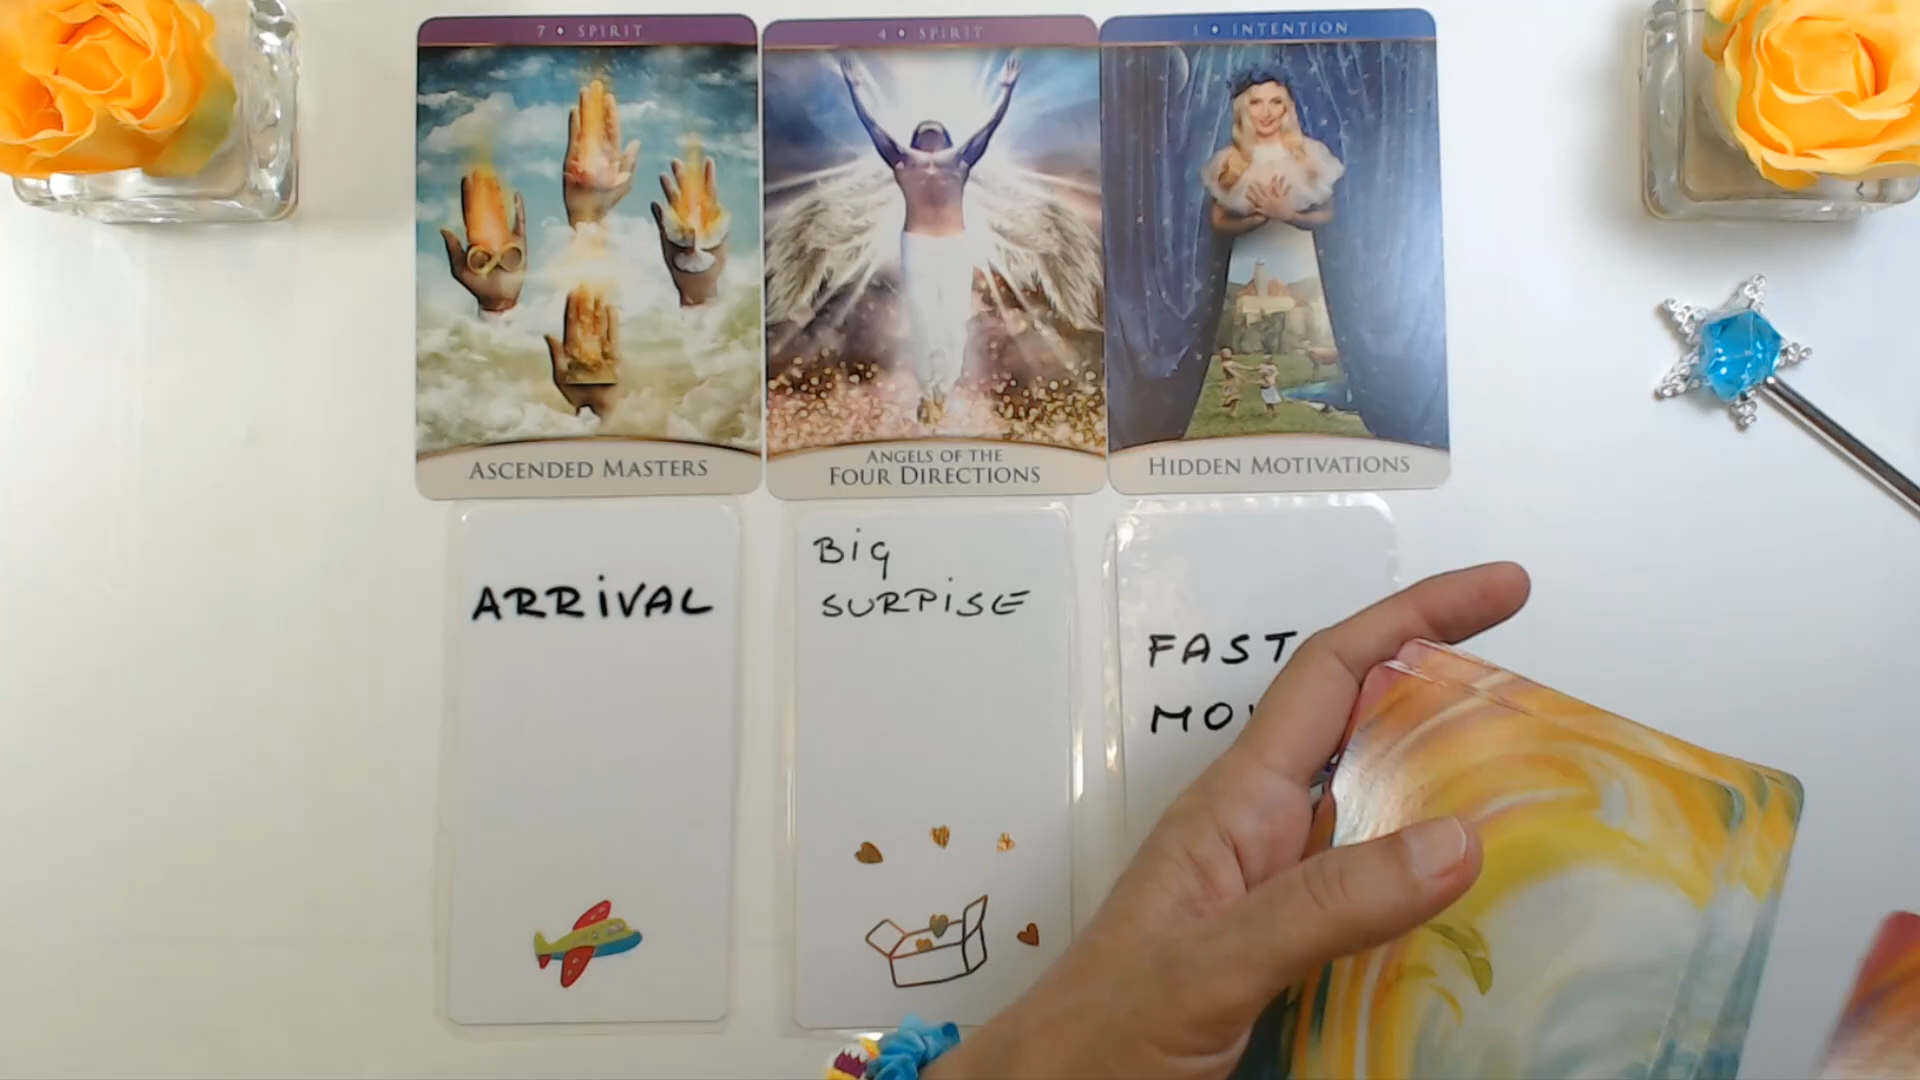 7 • SPIRIT
4 • SPIRIT
1 • INTENTION
ASCENDED MASTERS
ANGELS OF THE
FOUR DIRECTIONS
HIDDEN MOTIVATIONS
ARRiVAL
Big
SURPiSE
FAST